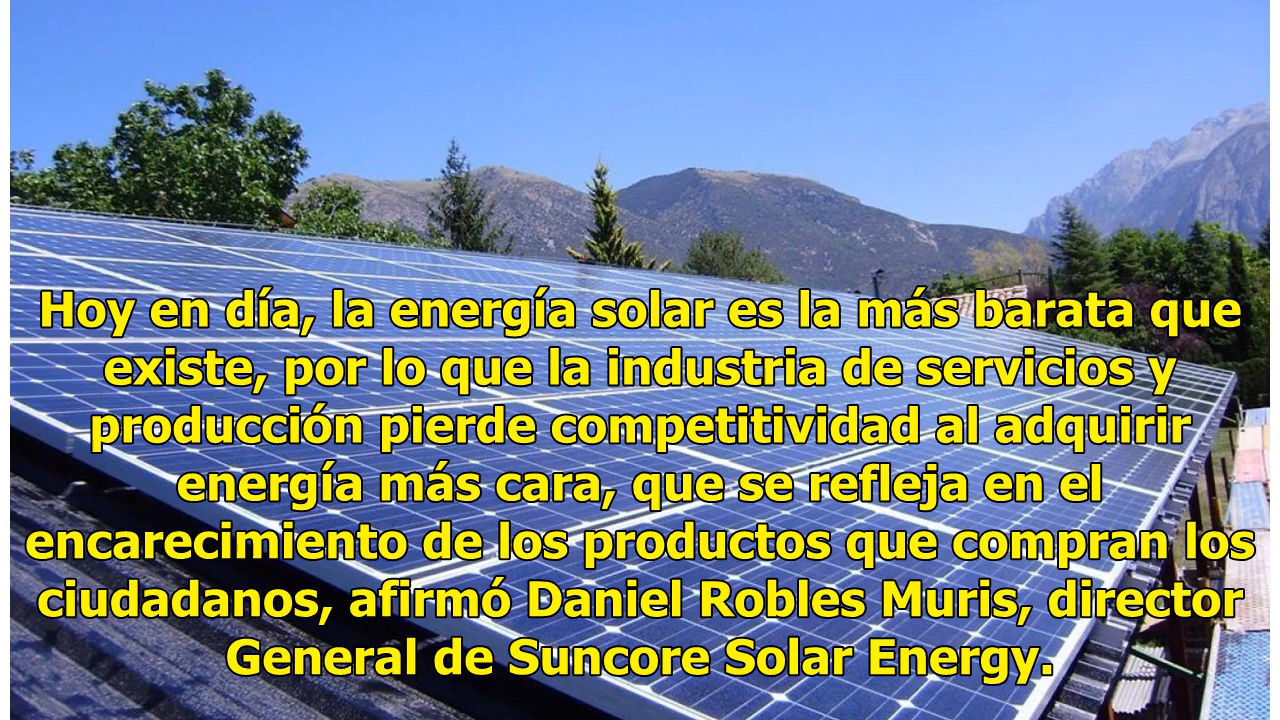 Hoy en día, la energía solar es la más barata que
existe, por lo que la industria de servicios y
producción pierde competitividad al adquirir
energía más cara, que se refleja en el
encarecimiento de los productos que compran los
ciudadanos, afirmó Daniel Robles Muris, director
General de Suncore Solar Energy.